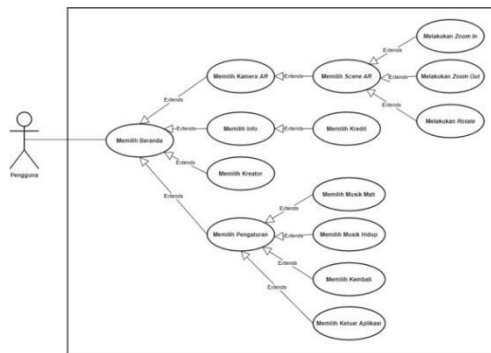 Melakukan Zoom In
Extends
Memilih Kamera AR
Extends
Memilih Scene AR
Extends
Melakukan Zoom Out
Extends
Extends
Melakukan Rotate
Pengguna
Memilih Beranda
Extends
Memilih Info
Extends
Memilih Kredit
Extends
Memilih Kreator
Extends
Memilih Pengaturan
Extends
Memilih Musik Mati
Extends
Memilih Musik Hidup
Extends
Memilih Kembali
Extends
Memilih Keluar Aplikasi